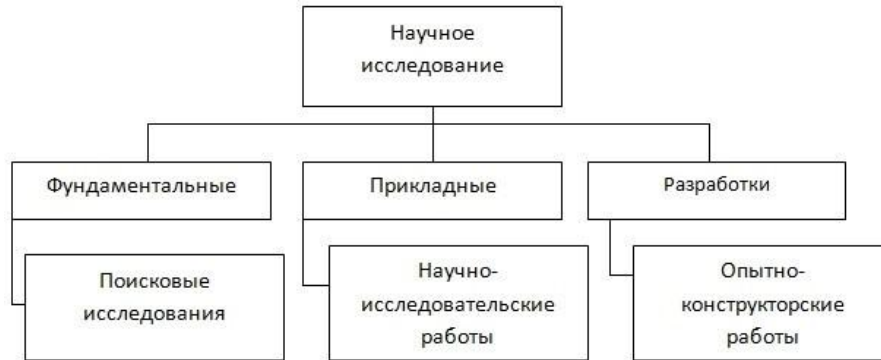 Научное
исследование
Фундаментальные
Прикладные
Разработки
Поисковые
исследования
Научно-
исследовательские
работы
Опытно-
конструкторские
работы